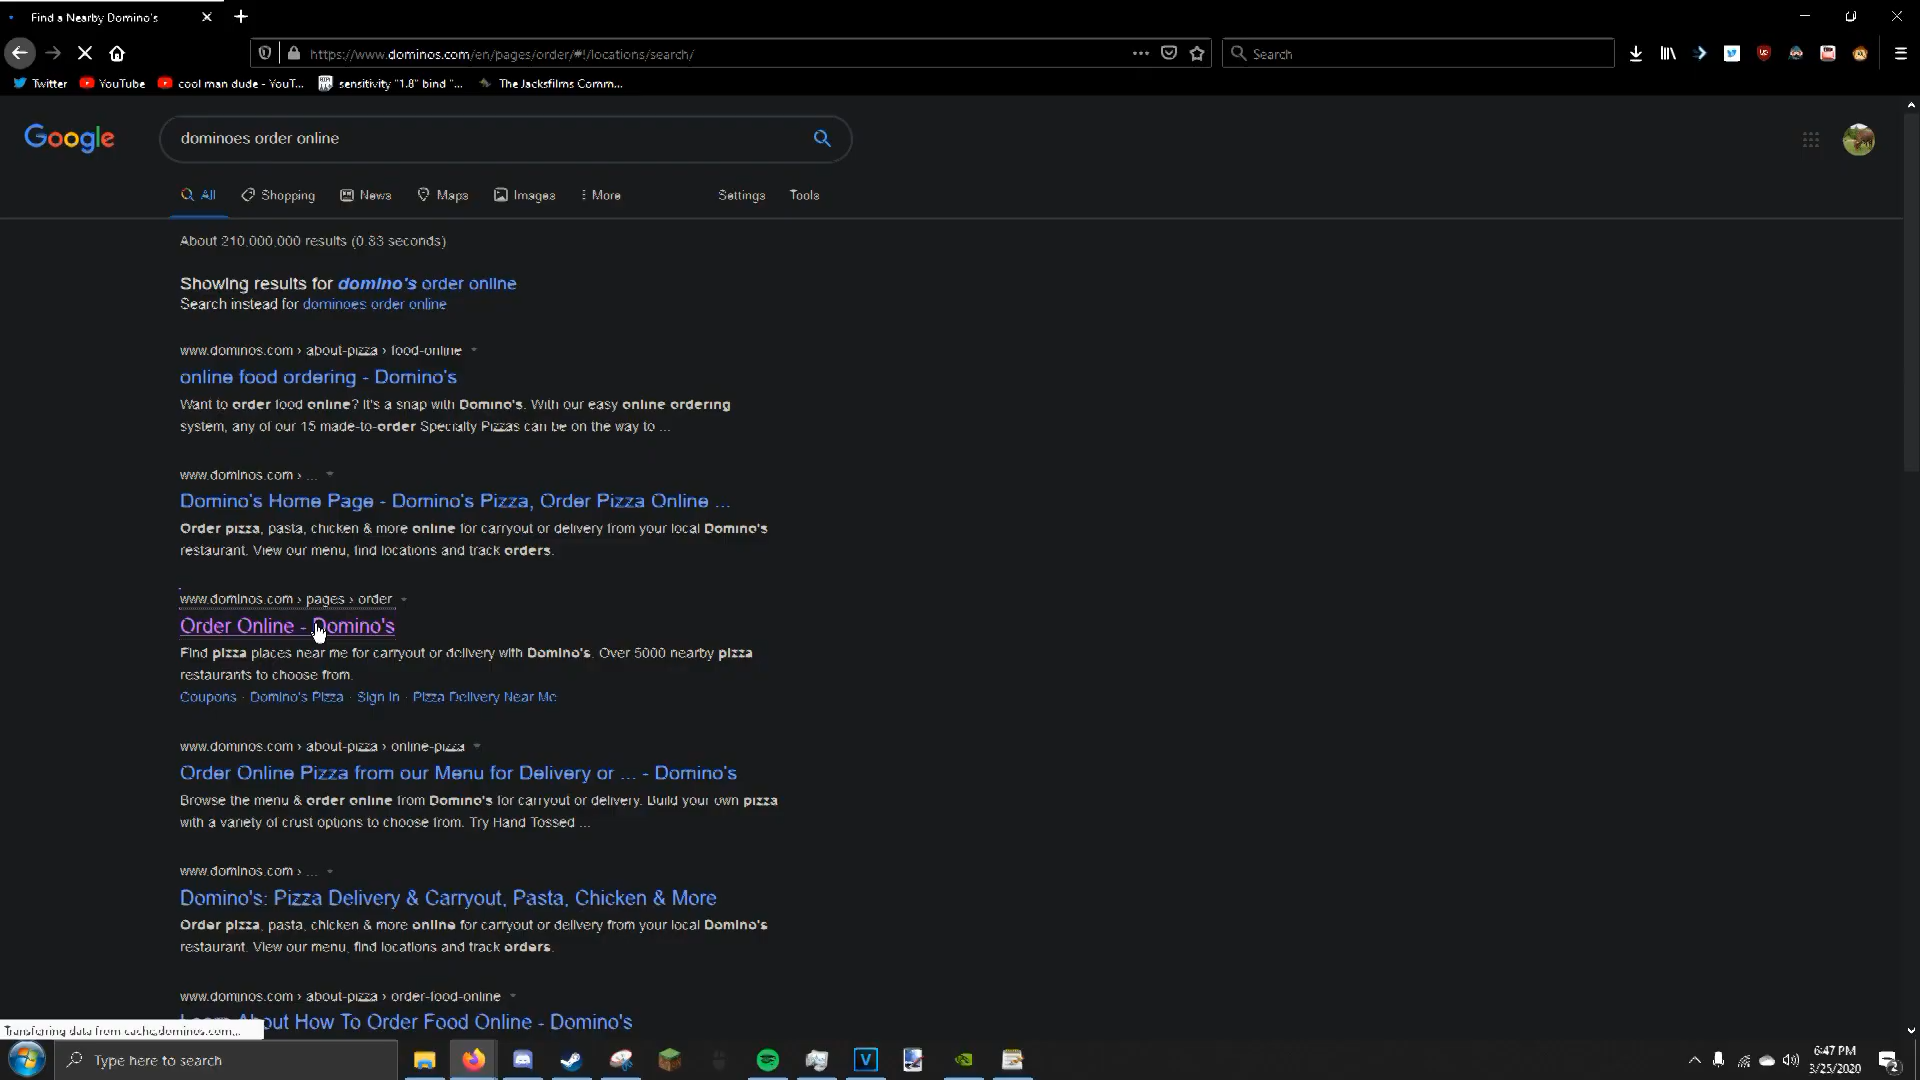 Find a Nearby Domino's
https://www.dominos.com/en/pages/order/#!/locations/search/
Search
Twitter
YouTube
cool man dude - YouT...
sensitivity "1.8" bind "...
The Jacksfilms Comm...
Google
dominoes order online
All
Shopping
News
Maps
Images
More
Settings
Tools
About 210,000,000 results (0.83 seconds)
Showing results for domino's order online
Search instead for dominoes order online
www.dominos.com › about-pizza › food-online
online food ordering - Domino's
Want to order food online? It's a snap with Domino's. With our easy online ordering
system, any of our 15 made-to-order Specialty Pizzas can be on the way to ...
www.dominos.com › ...
Domino's Home Page - Domino's Pizza, Order Pizza Online ...
Order pizza, pasta, chicken & more online for carryout or delivery from your local Domino's
restaurant. View our menu, find locations and track orders.
www.dominos.com › pages › order
Order Online - Domino's
Find pizza places near me for carryout or delivery with Domino's. Over 5000 nearby pizza
restaurants to choose from.
Coupons · Domino's Pizza · Sign In · Pizza Delivery Near Me
www.dominos.com › about-pizza › online-pizza
Order Online Pizza from our Menu for Delivery or ... - Domino's
Browse the menu & order online from Domino's for carryout or delivery. Build your own pizza
with a variety of crust options to choose from. Try Hand Tossed ...
www.dominos.com › ...
Domino's: Pizza Delivery & Carryout, Pasta, Chicken & More
Order pizza, pasta, chicken & more online for carryout or delivery from your local Domino's
restaurant. View our menu, find locations and track orders.
www.dominos.com › about-pizza › order-food-online
About How To Order Food Online - Domino's
Transferring data from cache.dominos.com...
Type here to search
6:47 PM
3/25/2020
2